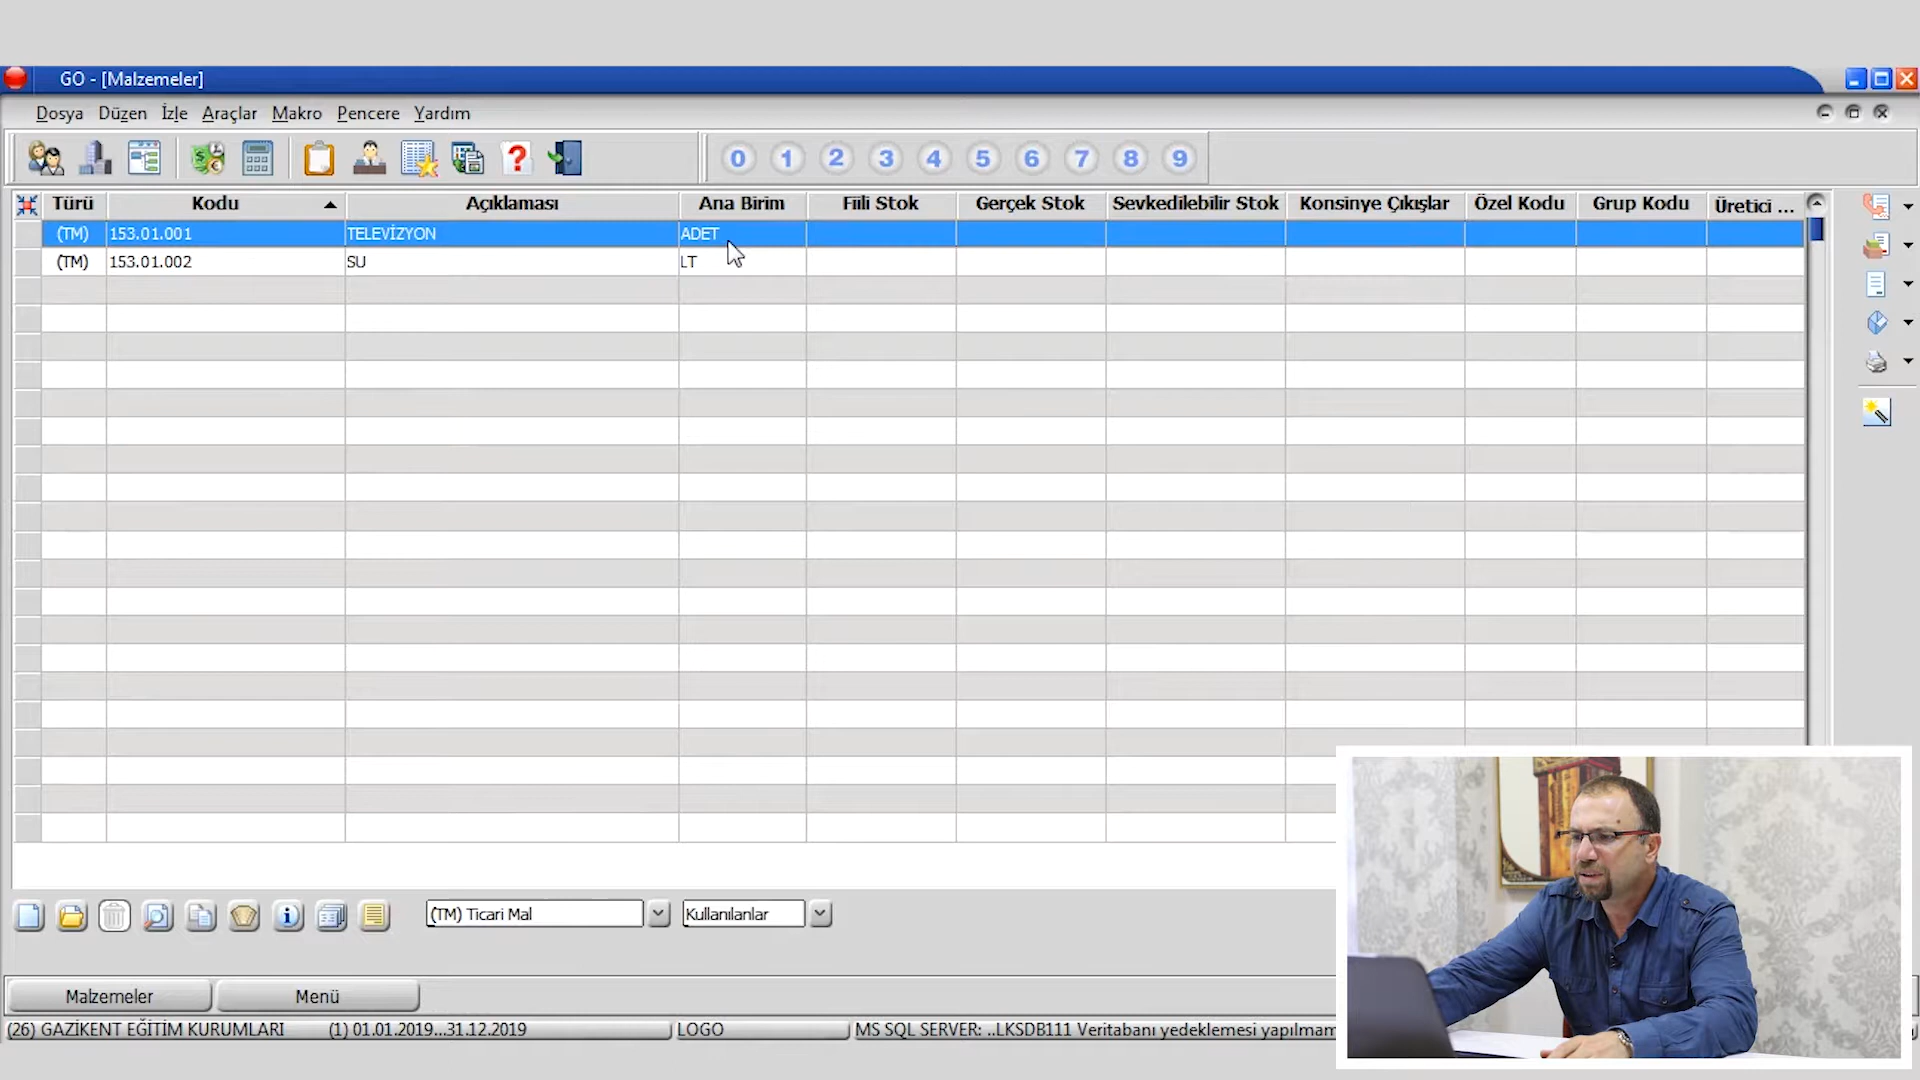 GO - [Malzemeler]
Dosya Düzen İzle Araçlar Makro Pencere Yardım
0 1 2 3 4 5 6 7 8 9
Türü Kodu Açıklaması Ana Birim Fiili Stok Gerçek Stok Sevkedilebilir Stok Konsinye Çıkışlar Özel Kodu Grup Kodu Üretici ...
(TM) 153.01.001 TELEVİZYON ADET
(TM) 153.01.002 SU LT
(TM) Ticari Mal Kullanılanlar
Malzemeler Menü
(26) GAZİKENT EĞİTİM KURUMLARI (1) 01.01.2019...31.12.2019 LOGO MS SQL SERVER: ..LKSDB111 Veritabanı yedeklemesi yapılmam